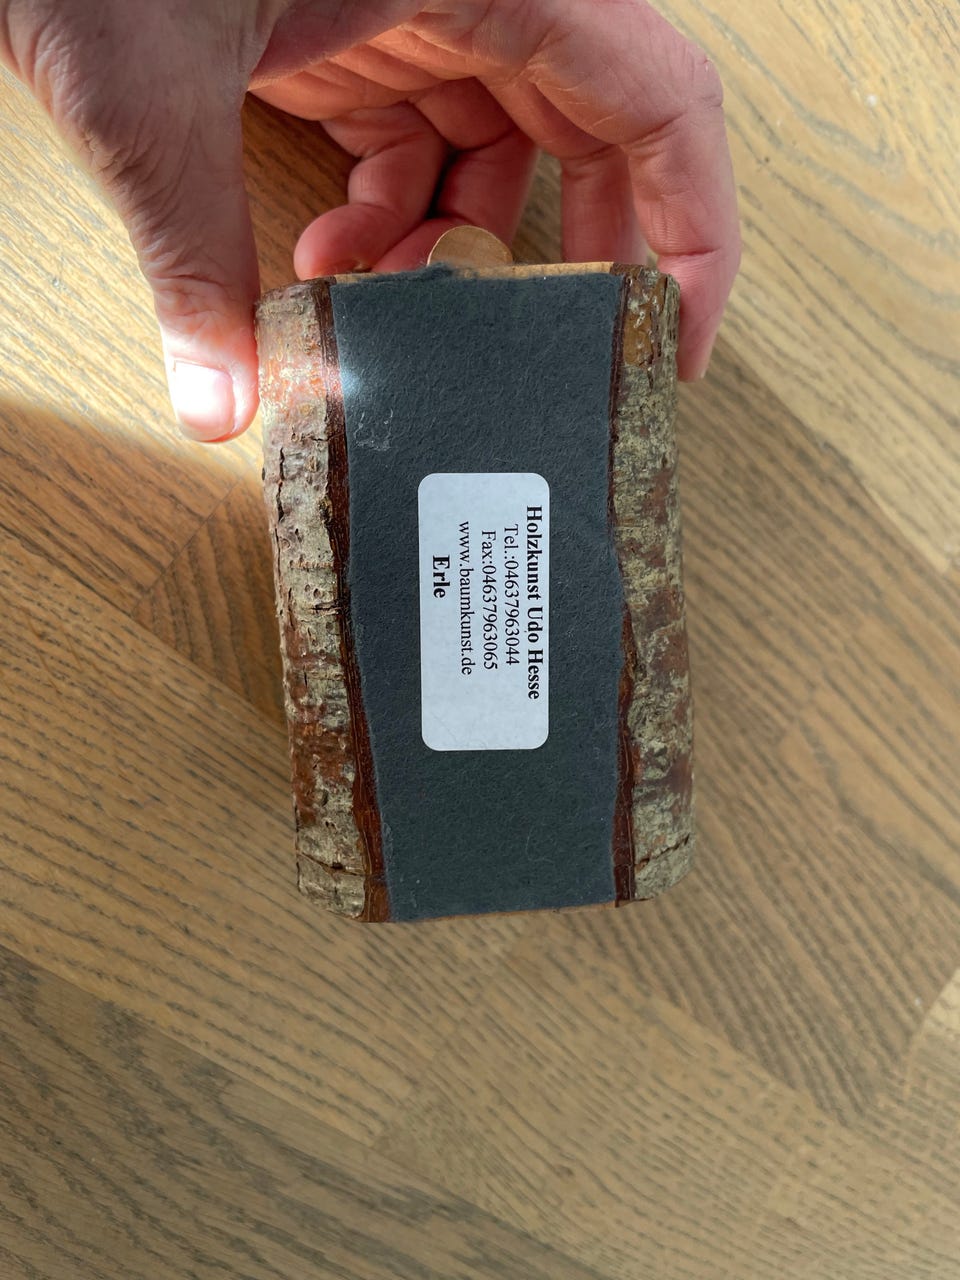 Holzkunst Udo Hesse
Tel.:04637963044
Fax:04637963065
www.baumkunst.de
Erle